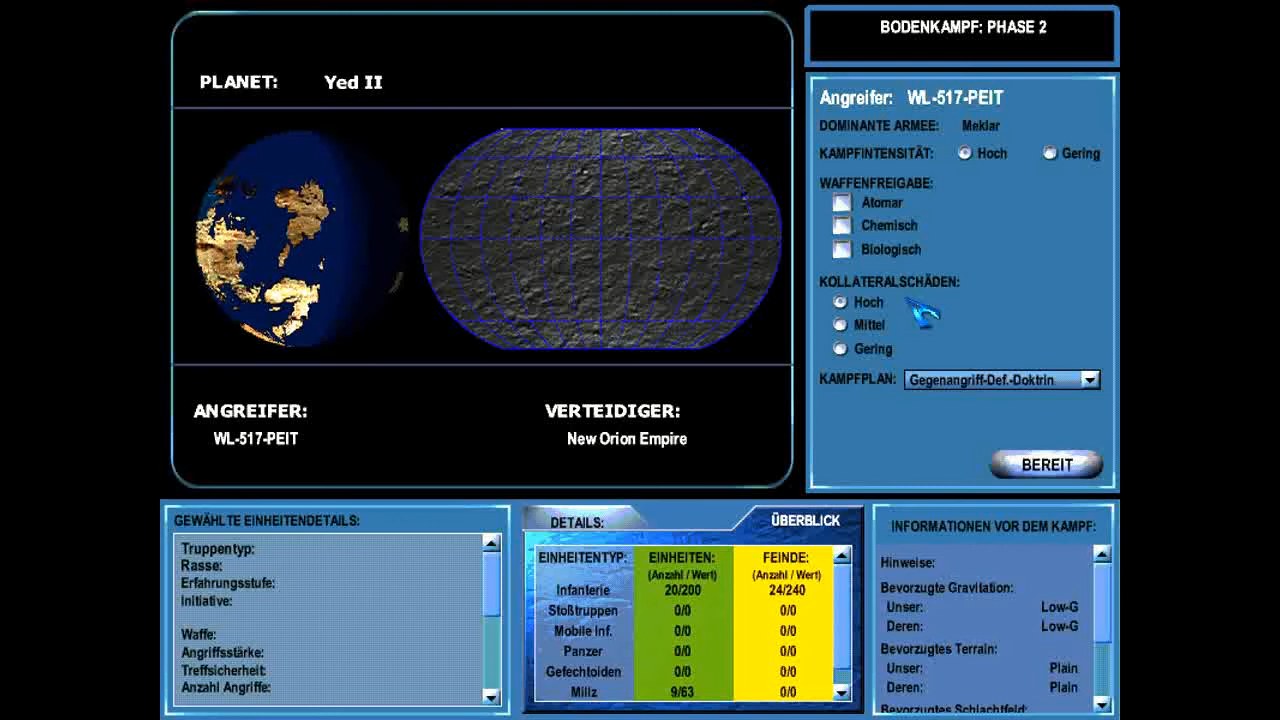 PLANET: Yed II
ANGREIFER: VERTEIDIGER:
WL-517-PEIT New Orion Empire
BODENKAMPF: PHASE 2
Angreifer: WL-517-PEIT
DOMINANTE ARMEE: Meklar
KAMPFINTENSITÄT: Hoch Gering
WAFFENFREIGABE:
Atomar
Chemisch
Biologisch
KOLLATERALSCHÄDEN:
Hoch
Mittel
Gering
KAMPFPLAN: Gegenangriff-Def.-Doktrin
BEREIT
GEWÄHLTE EINHEITENDETAILS:
Truppentyp:
Rasse:
Erfahrungsstufe:
Initiative:
Waffe:
Angriffsstärke:
Treffsicherheit:
Anzahl Angriffe:
DETAILS: ÜBERBLICK
EINHEITENTYP: EINHEITEN: FEINDE:
(Anzahl / Wert) (Anzahl / Wert)
Infanterie 20/200 24/240
Stoßtruppen 0/0 0/0
Mobile Inf. 0/0 0/0
Panzer 0/0 0/0
Gefechtoiden 0/0 0/0
Miliz 9/63 0/0
INFORMATIONEN VOR DEM KAMPF:
Hinweise:
Bevorzugte Gravitation:
Unser: Low-G
Deren: Low-G
Bevorzugtes Terrain:
Unser: Plain
Deren: Plain
Bevorzugtes Schlachtfeld: